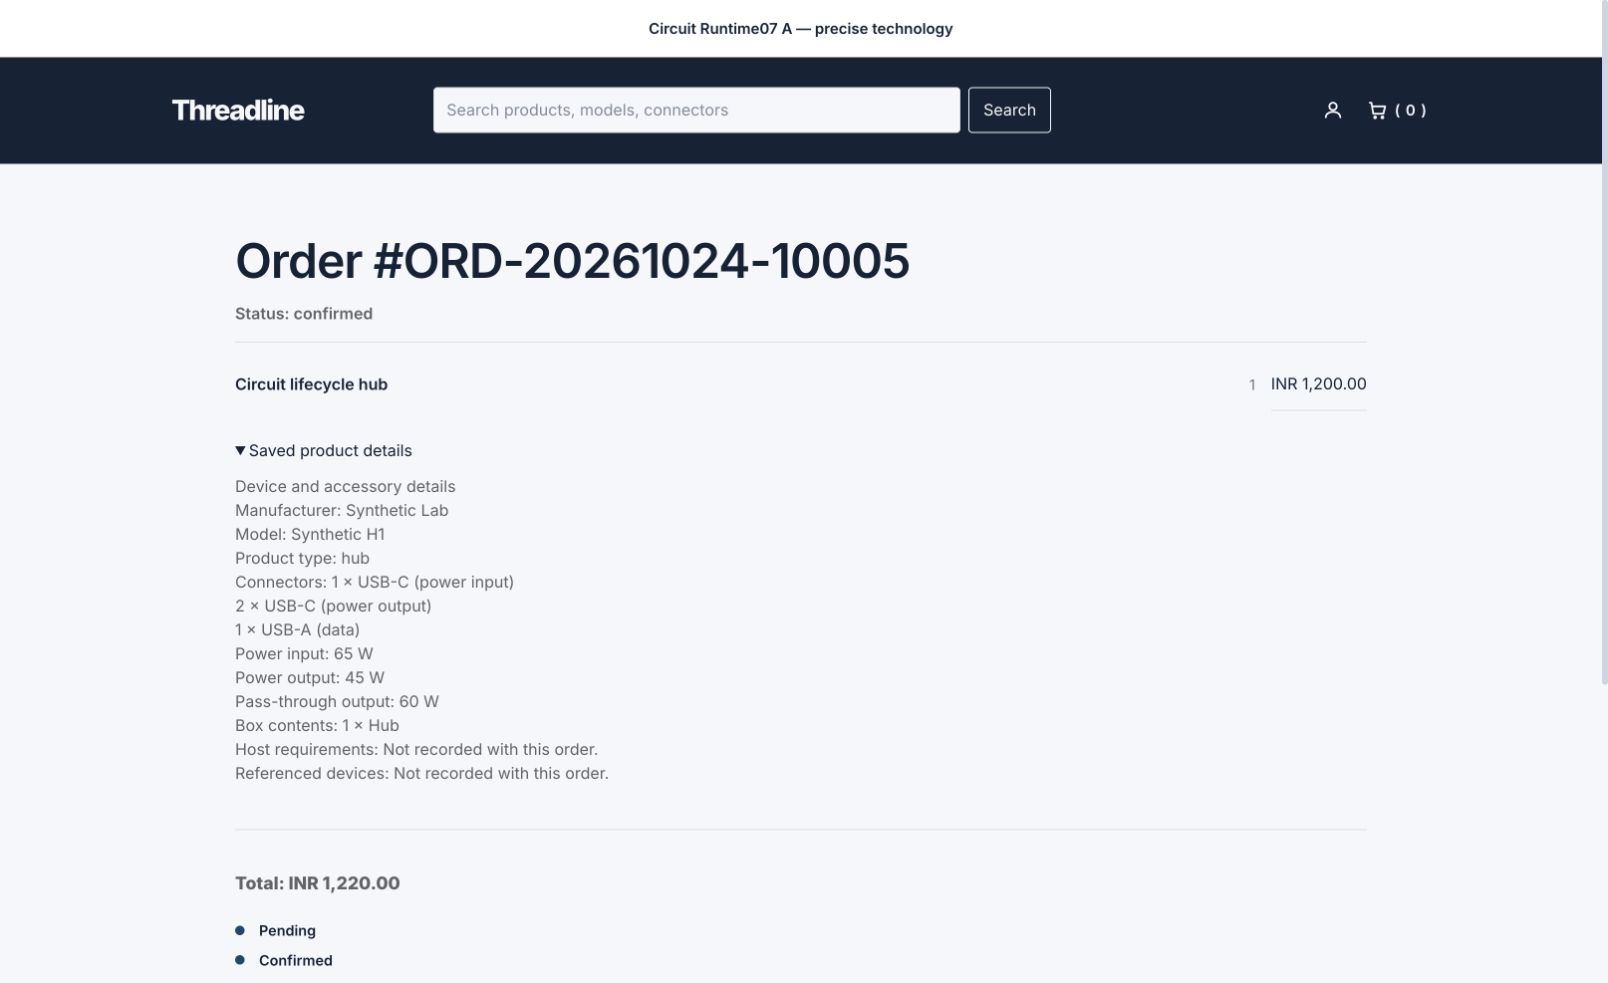 Circuit Runtime07 A — precise technology
Threadline
Search products, models, connectors
Search
( 0 )
Order #ORD-20261024-10005
Status: confirmed
Circuit lifecycle hub
1 INR 1,200.00
▼ Saved product details
Device and accessory details
Manufacturer: Synthetic Lab
Model: Synthetic H1
Product type: hub
Connectors: 1 × USB-C (power input)
2 × USB-C (power output)
1 × USB-A (data)
Power input: 65 W
Power output: 45 W
Pass-through output: 60 W
Box contents: 1 × Hub
Host requirements: Not recorded with this order.
Referenced devices: Not recorded with this order.
Total: INR 1,220.00
Pending
Confirmed